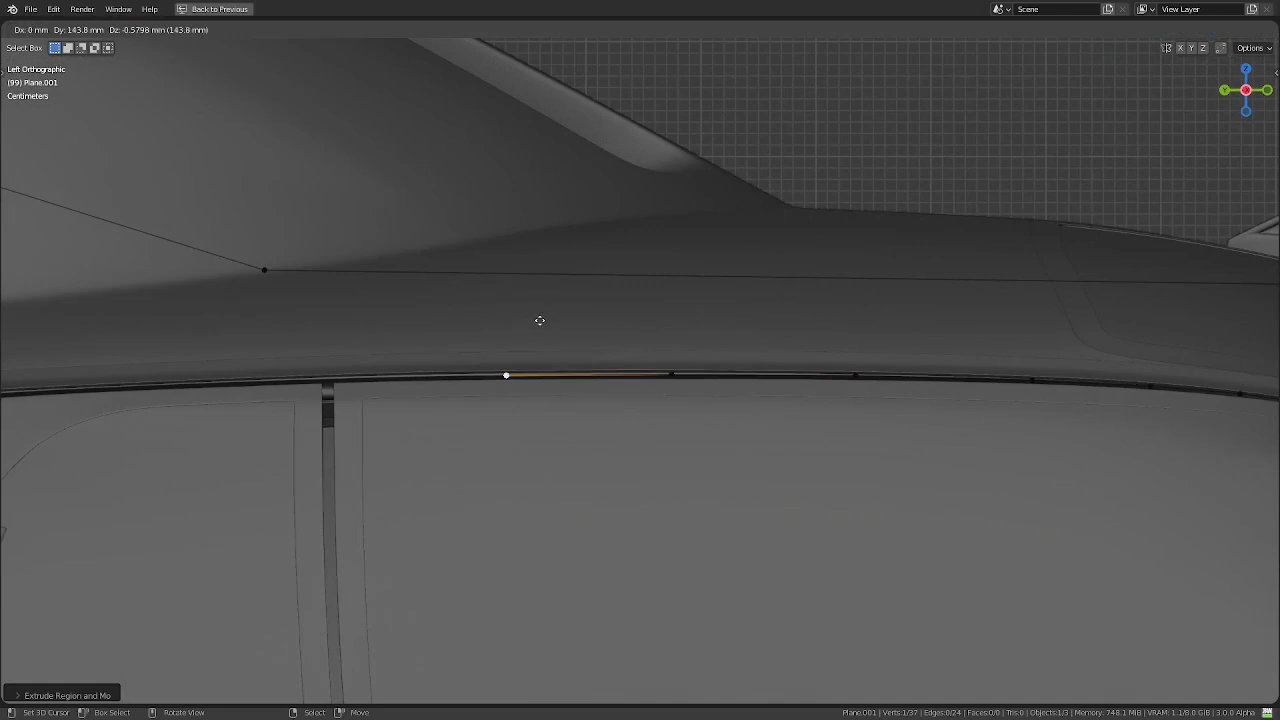 File Edit Render Window Help Back to Previous Scene View Layer
Dx: 0 mm Dy: 143.8 mm Dz: -0.5798 mm (143.8 mm)
Select Box X Y Z Options
Left Orthographic
(99) Plane.001
Centimeters
Z
Y
Extrude Region and Mo
Set 3D Cursor Box Select Rotate View Select Move Plane.001 | Verts:1/37 | Edges:0/24 | Faces:0/0 | Tris:0 | Objects:1/3 | Memory: 748.1 MiB | VRAM: 1.1/8.0 GiB | 3.0.0 Alpha